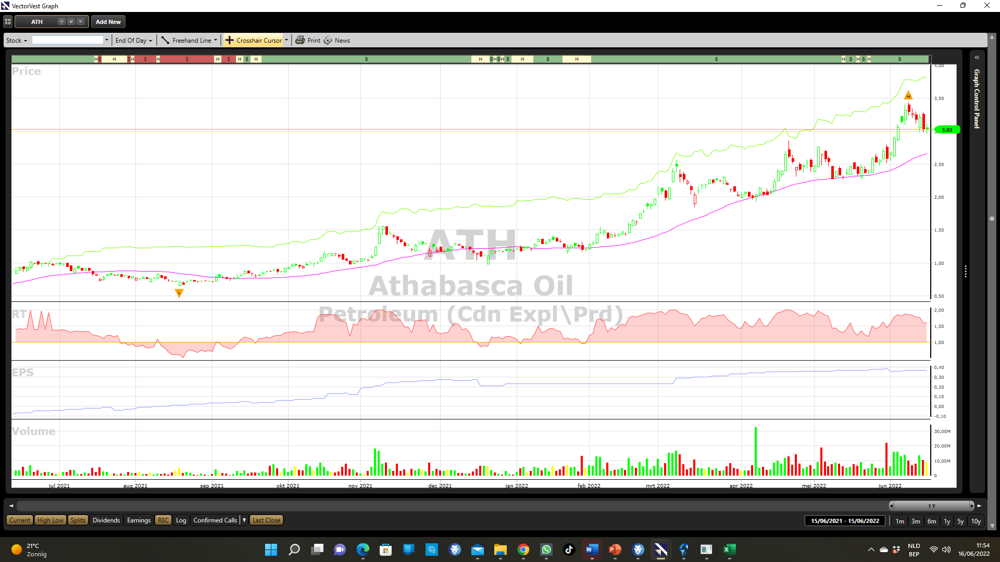 VectorVest Graph
ATH Add New
Stock End Of Day Freehand Line Crosshair Cursor Print News
H S H S H S H S H S H B H B H B H B H B H B H B H B H B H B
Price
4,00
3,50
3,03
2,50
2,00
1,50
1,00
0,50
H
L
ATH
Athabasca Oil
Petroleum (Cdn Expl\Prd)
RT
2,00
1,50
1,00
EPS
0,40
0,30
0,20
0,10
0,00
-0,10
Volume
30,00M
20,00M
10,00M
0
jul 2021 aug 2021 sep 2021 okt 2021 nov 2021 dec 2021 jan 2022 feb 2022 mrt 2022 apr 2022 mei 2022 jun 2022
Graph Control Panel
1 Y
Current High Low Splits Dividends Earnings REC Log Confirmed Calls Last Close
15/06/2021 - 15/06/2022 1m 3m 6m 1y 5y 10y
21°C
Zonnig
NLD
BEP
11:54
16/06/2022